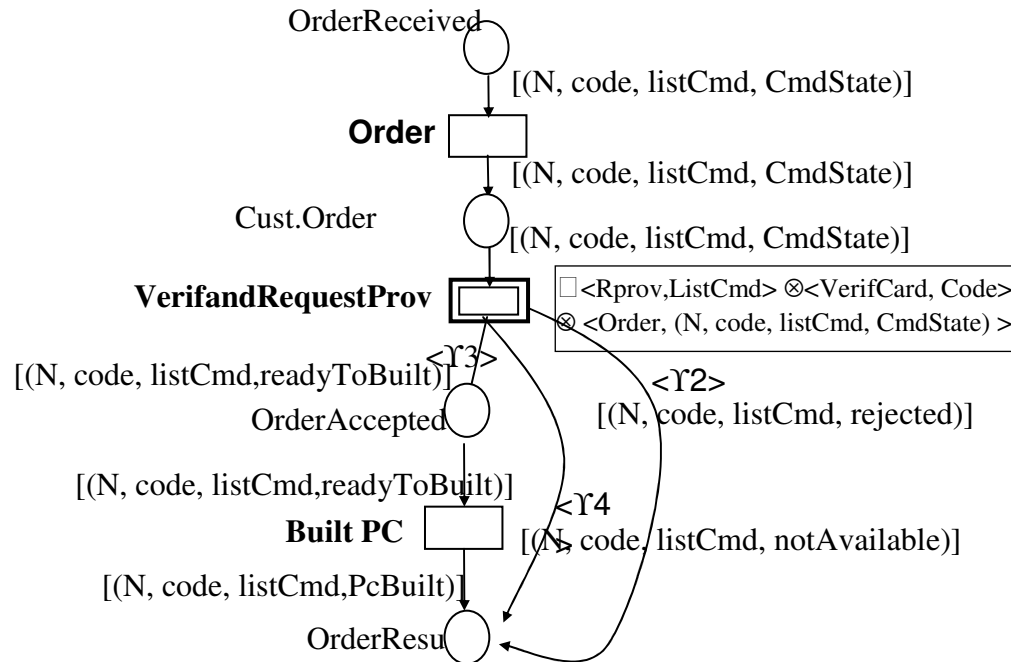 OrderReceived
[(N, code, listCmd, CmdState)]
Order
[(N, code, listCmd, CmdState)]
Cust.Order
[(N, code, listCmd, CmdState)]
VerifandRequestProv
□<Rprov,ListCmd> ⊗<VerifCard, Code>
⊗ <Order, (N, code, listCmd, CmdState) >
<ϒ3>
[(N, code, listCmd,readyToBuilt)]
<ϒ2>
[(N, code, listCmd, rejected)]
OrderAccepted
[(N, code, listCmd,readyToBuilt)]
<ϒ4
>
Built PC
[(N, code, listCmd, notAvailable)]
[(N, code, listCmd,PcBuilt)]
OrderResu